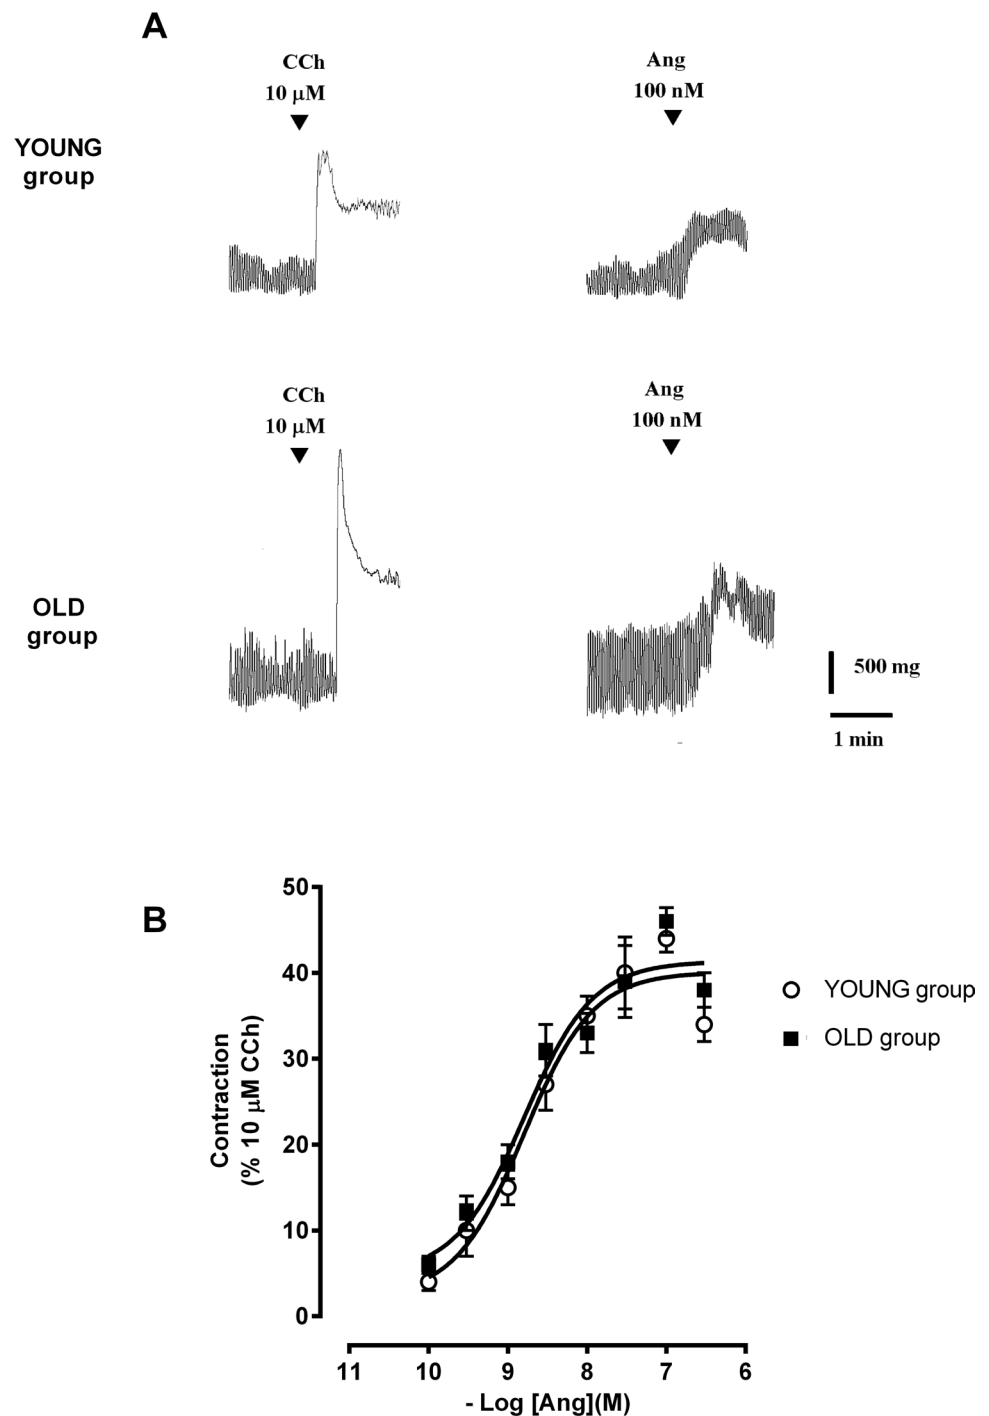 A
CCh
10 µM
Ang
100 nM
YOUNG
group
CCh
10 µM
Ang
100 nM
OLD
group
500 mg
1 min
B
50
40
30
20
10
0
Contraction
(% 10 µM CCh)
YOUNG group
OLD group
11 10 9 8 7 6
- Log [Ang](M)